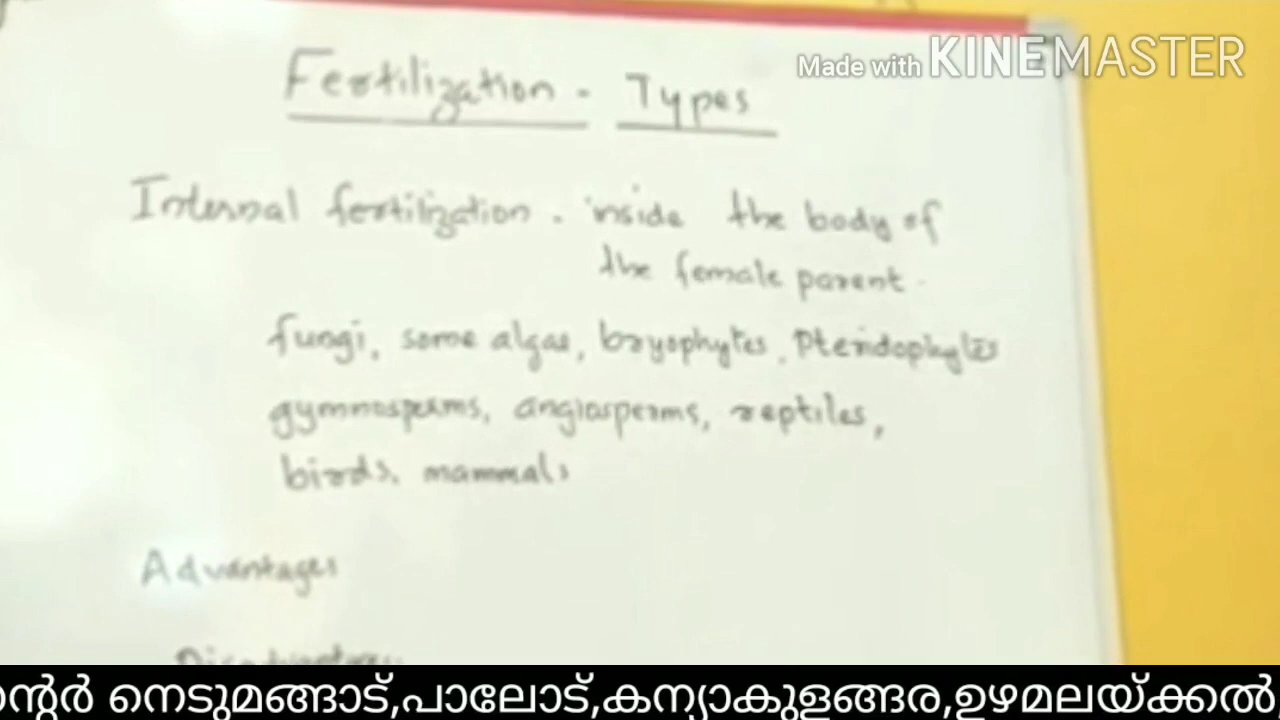 Made with KINEMASTER
Fertilization - Types
Internal fertilization - inside the body of
the female parent.
fungi, some algae, bryophytes, Pteridophytes
gymnosperms, angiosperms, reptiles,
birds, mammals
Advantages
Disadvantages
നെടുമങ്ങാട്,പാലോട്,കന്യാകുളങ്ങര,ഉഴമലയ്ക്കൽ